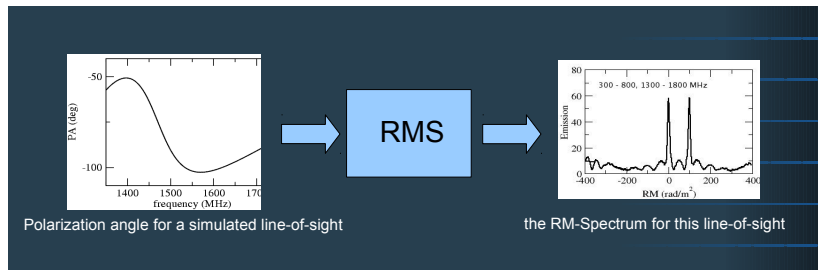 -50
-100
PA (deg)
1400 1500 1600 170
frequency (MHz)
Polarization angle for a simulated line-of-sight
RMS
80
60
40
20
0
Emission
300 - 800, 1300 - 1800 MHz
-400 -200 0 200 400
RM (rad/m²)
the RM-Spectrum for this line-of-sight